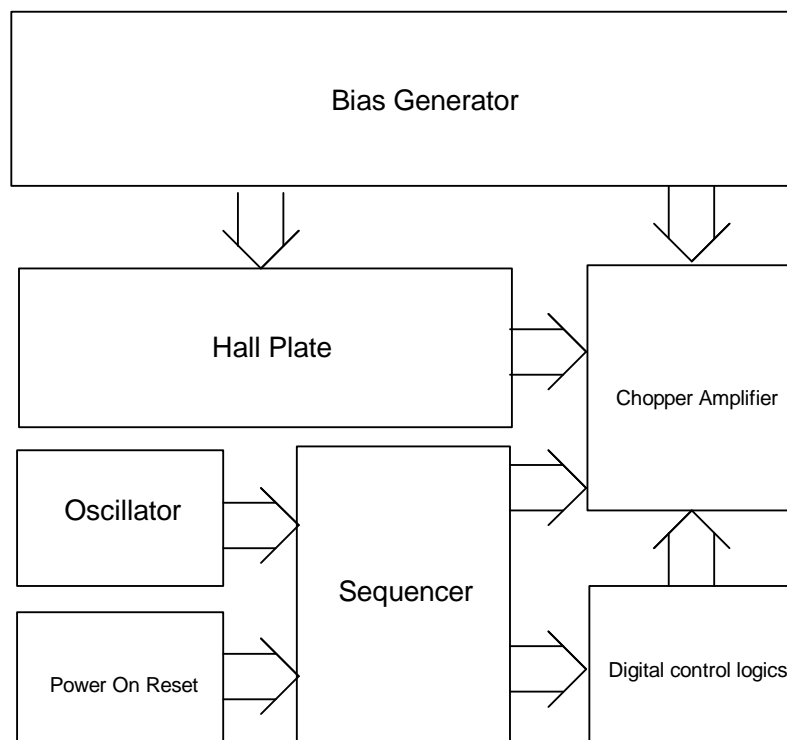 Bias Generator
Hall Plate
Chopper Amplifier
Oscillator
Sequencer
Power On Reset
Digital control logics